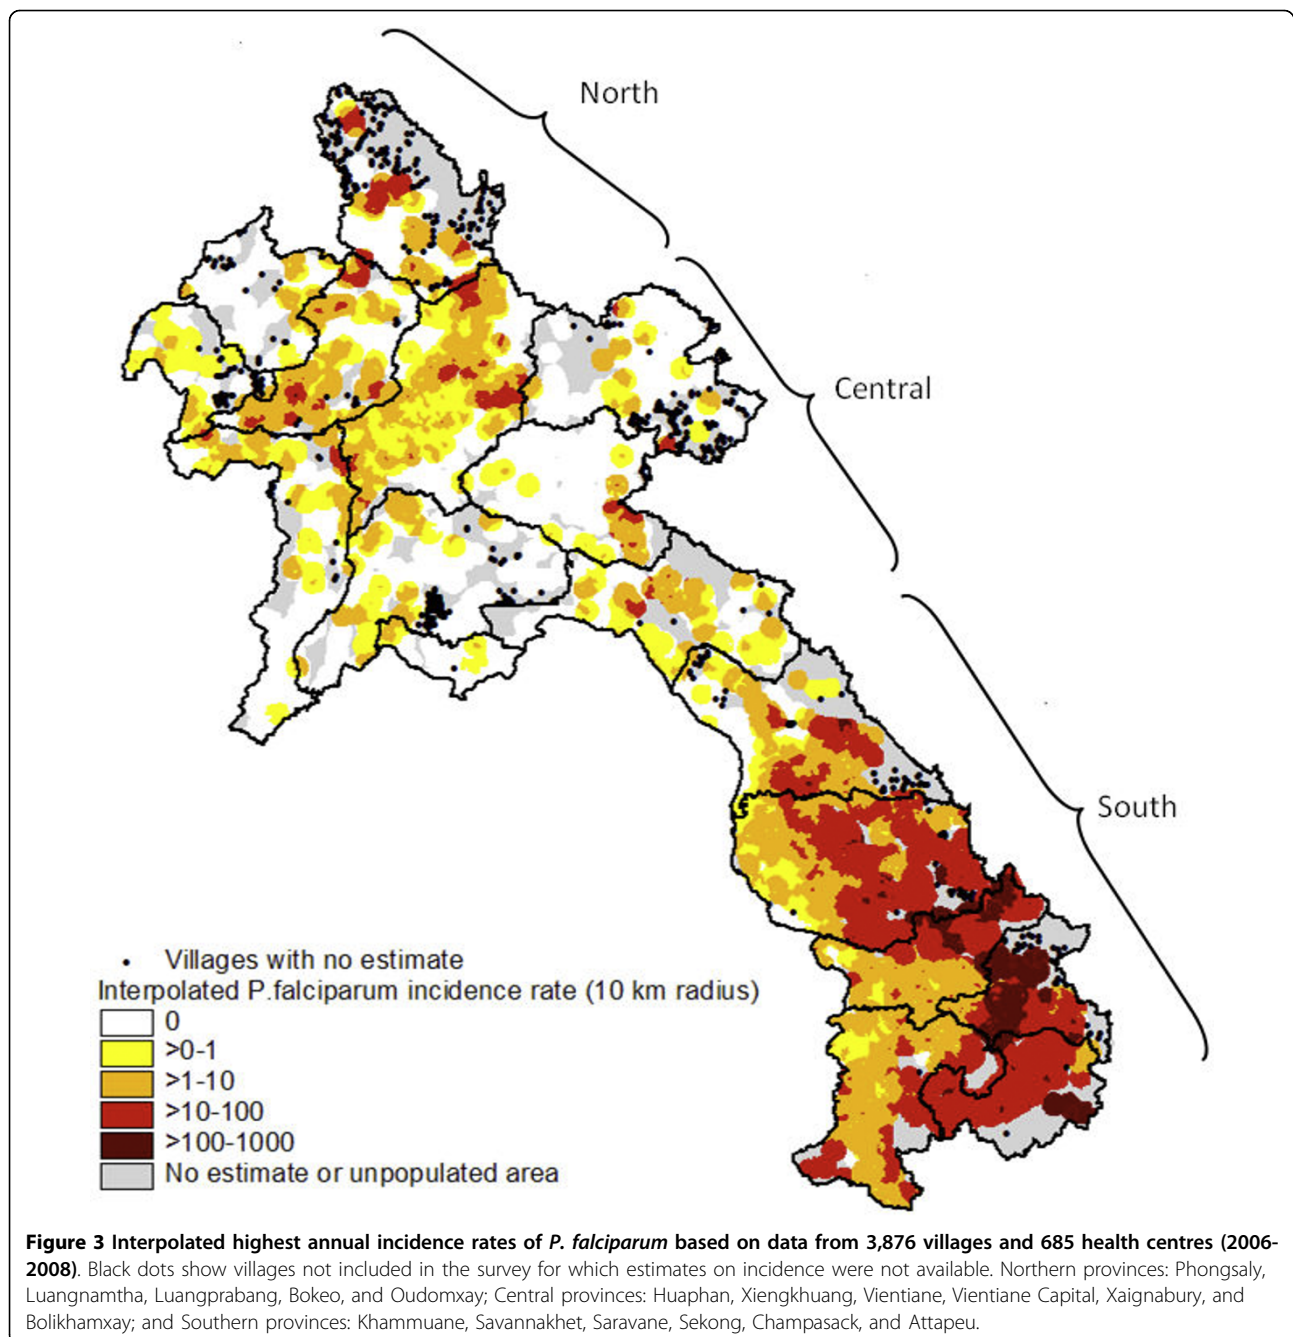 North
Central
South
Villages with no estimate
Interpolated P.falciparum incidence rate (10 km radius)
0
>0-1
>1-10
>10-100
>100-1000
No estimate or unpopulated area
Figure 3 Interpolated highest annual incidence rates of P. falciparum based on data from 3,876 villages and 685 health centres (2006-
2008). Black dots show villages not included in the survey for which estimates on incidence were not available. Northern provinces: Phongsaly,
Luangnamtha, Luangprabang, Bokeo, and Oudomxay; Central provinces: Huaphan, Xiengkhuang, Vientiane, Vientiane Capital, Xaignabury, and
Bolikhamxay; and Southern provinces: Khammuane, Savannakhet, Saravane, Sekong, Champasack, and Attapeu.